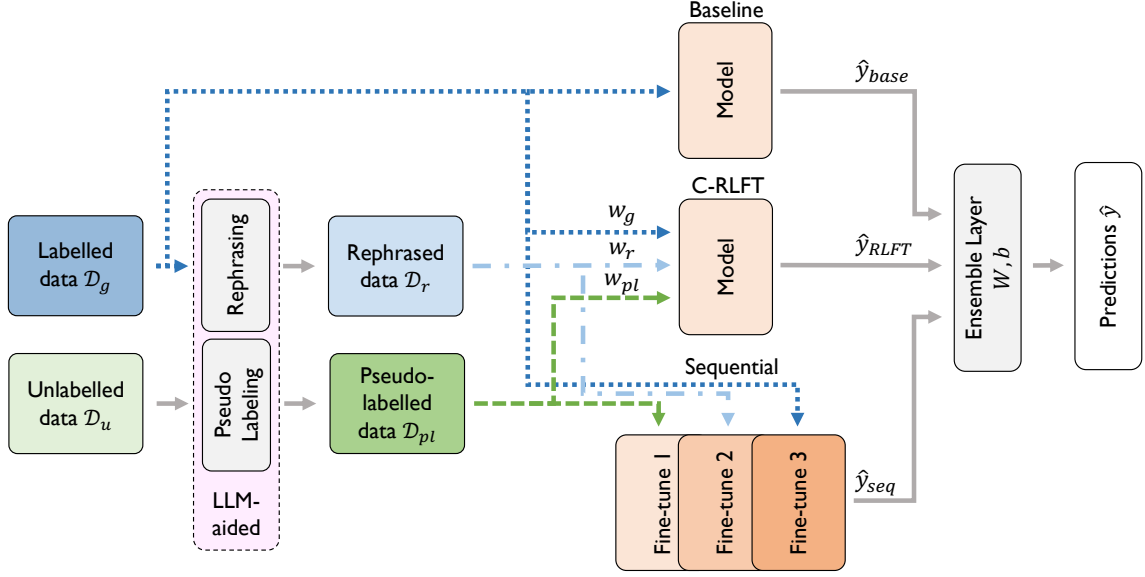 Baseline
Model
ŷ_base
C-RLFT
Labelled
data 𝒟_g
Rephrasing
Rephrased
data 𝒟_r
w_g
w_r
w_pl
Model
ŷ_RLFT
Ensemble Layer
W, b
Predictions ŷ
Unlabelled
data 𝒟_u
Pseudo
Labeling
Pseudo-
labelled
data 𝒟_pl
Sequential
Fine-tune 1
Fine-tune 2
Fine-tune 3
ŷ_seq
LLM-
aided